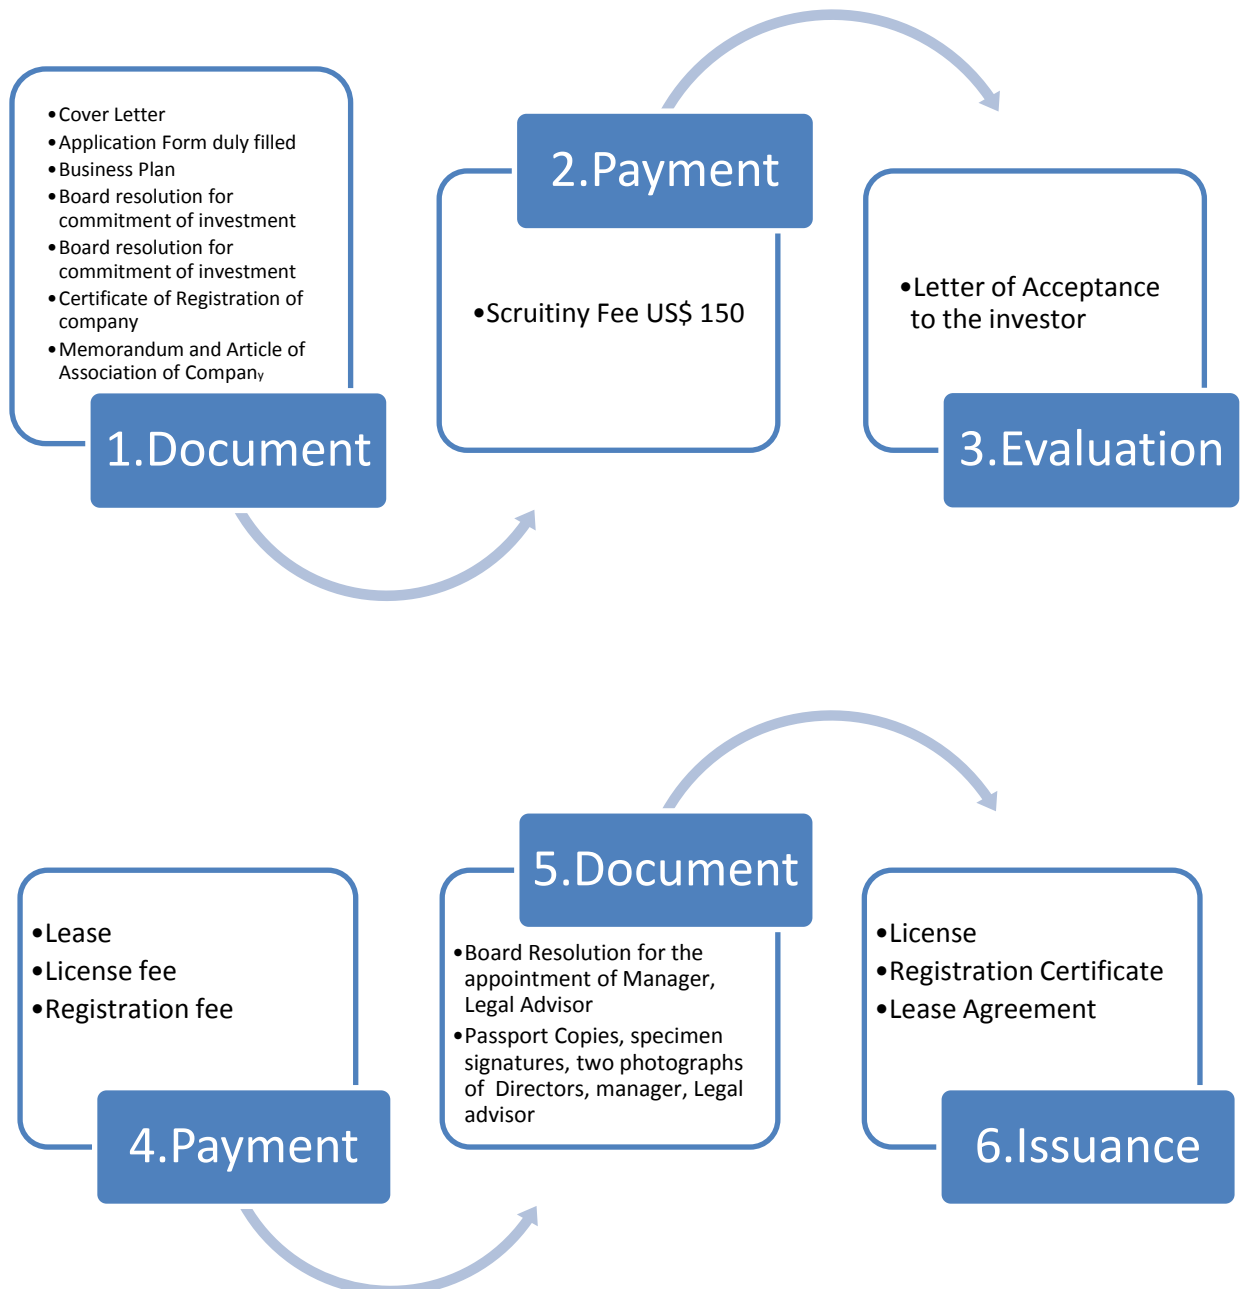 •Cover Letter
•Application Form duly filled
•Business Plan
•Board resolution for
commitment of investment
•Board resolution for
commitment of investment
•Certificate of Registration of
company
•Memorandum and Article of
Association of Company
1.Document
2.Payment
•Scruitiny Fee US$ 150
•Letter of Acceptance
to the investor
3.Evaluation
•Lease
•License fee
•Registration fee
4.Payment
5.Document
•Board Resolution for the
appointment of Manager,
Legal Advisor
•Passport Copies, specimen
signatures, two photographs
of Directors, manager, Legal
advisor
•License
•Registration Certificate
•Lease Agreement
6.Issuance